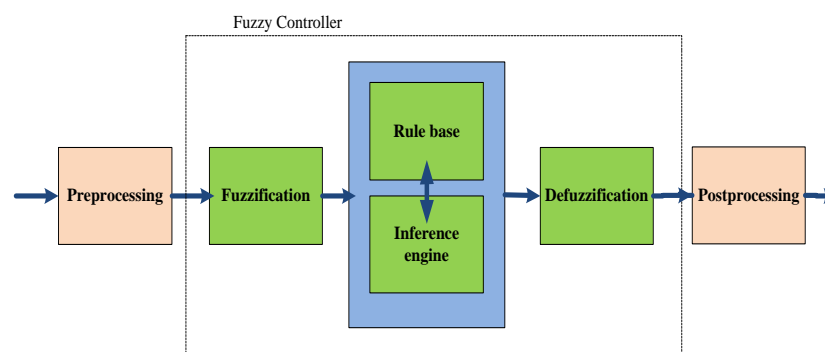 Fuzzy Controller
Rule base
Preprocessing
Fuzzification
Defuzzification
Postprocessing
Inference
engine